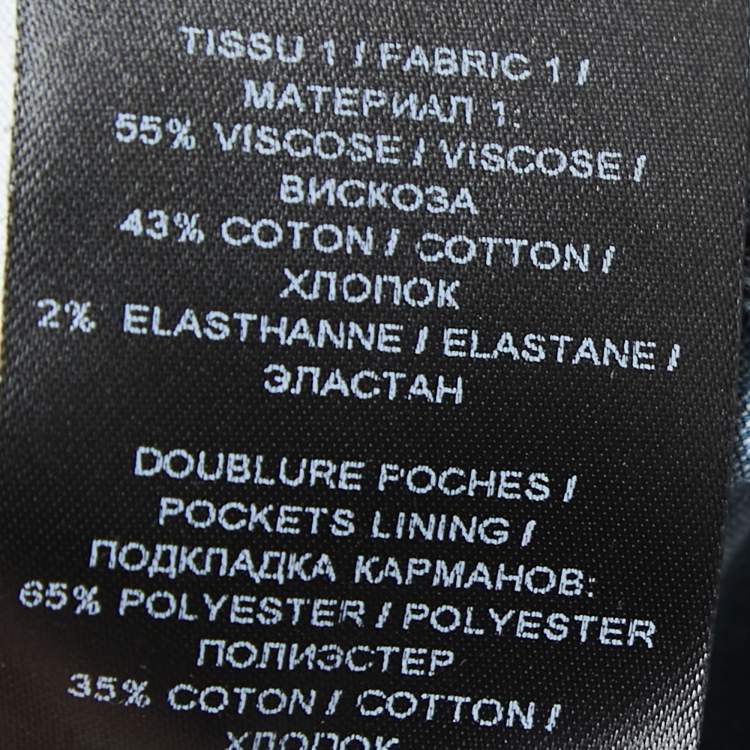 TISSU 1 / FABRIC 1 /
МАТЕРИАЛ 1:
55% VISCOSE / VISCOSE /
ВИСКОЗА
43% COTON / COTTON /
ХЛОПОК
2% ELASTHANNE / ELASTANE /
ЭЛАСТАН
DOUBLURE POCHES /
POCKETS LINING /
ПОДКЛАДКА КАРМАНОВ:
65% POLYESTER / POLYESTER
ПОЛИЭСТЕР
35% COTON / COTTON /
ХЛОПОК